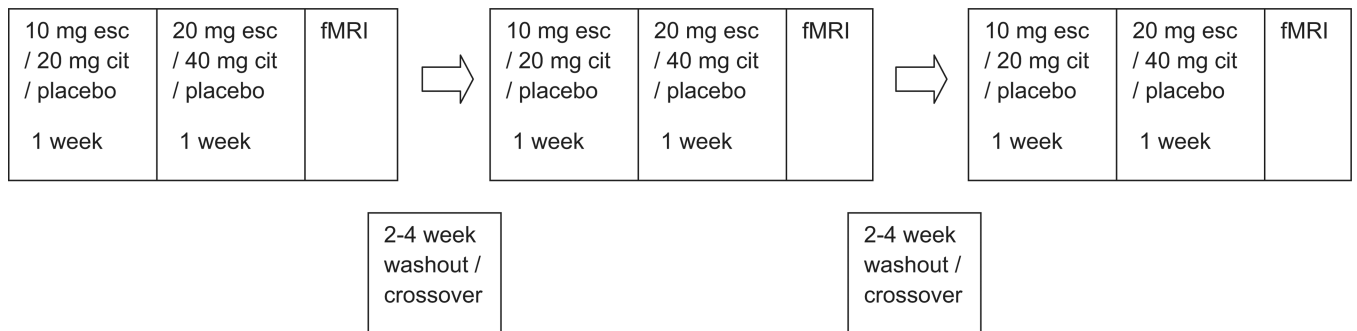 10 mg esc
/ 20 mg cit
/ placebo
1 week
20 mg esc
/ 40 mg cit
/ placebo
1 week
fMRI
10 mg esc
/ 20 mg cit
/ placebo
1 week
20 mg esc
/ 40 mg cit
/ placebo
1 week
fMRI
10 mg esc
/ 20 mg cit
/ placebo
1 week
20 mg esc
/ 40 mg cit
/ placebo
1 week
fMRI
2-4 week
washout /
crossover
2-4 week
washout /
crossover